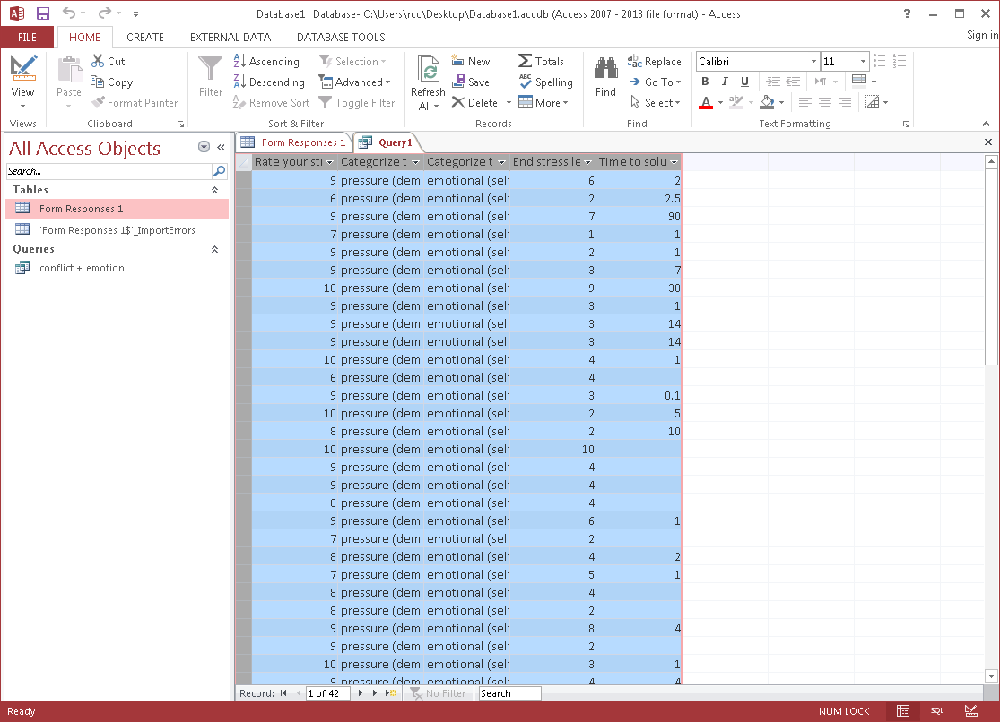 Database1 : Database- C:\Users\rcc\Desktop\Database1.accdb (Access 2007 - 2013 file format) - Access
FILE HOME CREATE EXTERNAL DATA DATABASE TOOLS Sign in
View
Views
Paste
Cut
Copy
Format Painter
Clipboard
Filter
Ascending
Descending
Remove Sort
Selection
Advanced
Toggle Filter
Sort & Filter
Refresh
All
New
Save
Delete
Totals
Spelling
More
Records
Find
Replace
Go To
Select
Find
Calibri 11
B I U
Text Formatting
All Access Objects
Search...
Tables
Form Responses 1
'Form Responses 1$'_ImportErrors
Queries
conflict + emotion
Form Responses 1 Query1
Rate your str Categorize t Categorize t End stress le Time to solu
9 pressure (dem emotional (sel 6 2
6 pressure (dem emotional (sel 2 2.5
9 pressure (dem emotional (sel 7 90
7 pressure (dem emotional (sel 1 1
9 pressure (dem emotional (sel 2 1
9 pressure (dem emotional (sel 3 7
10 pressure (dem emotional (sel 9 30
9 pressure (dem emotional (sel 3 1
9 pressure (dem emotional (sel 3 14
9 pressure (dem emotional (sel 3 14
10 pressure (dem emotional (sel 4 1
6 pressure (dem emotional (sel 4
9 pressure (dem emotional (sel 3 0.1
10 pressure (dem emotional (sel 2 5
8 pressure (dem emotional (sel 2 10
10 pressure (dem emotional (sel 10
9 pressure (dem emotional (sel 4
9 pressure (dem emotional (sel 4
8 pressure (dem emotional (sel 4
9 pressure (dem emotional (sel 6 1
7 pressure (dem emotional (sel 2
8 pressure (dem emotional (sel 4 2
7 pressure (dem emotional (sel 5 1
8 pressure (dem emotional (sel 4
8 pressure (dem emotional (sel 2
9 pressure (dem emotional (sel 8 4
9 pressure (dem emotional (sel 2
10 pressure (dem emotional (sel 3 1
9 pressure (dem emotional (sel 4 4
Record: 1 of 42 No Filter Search
Ready NUM LOCK SQL